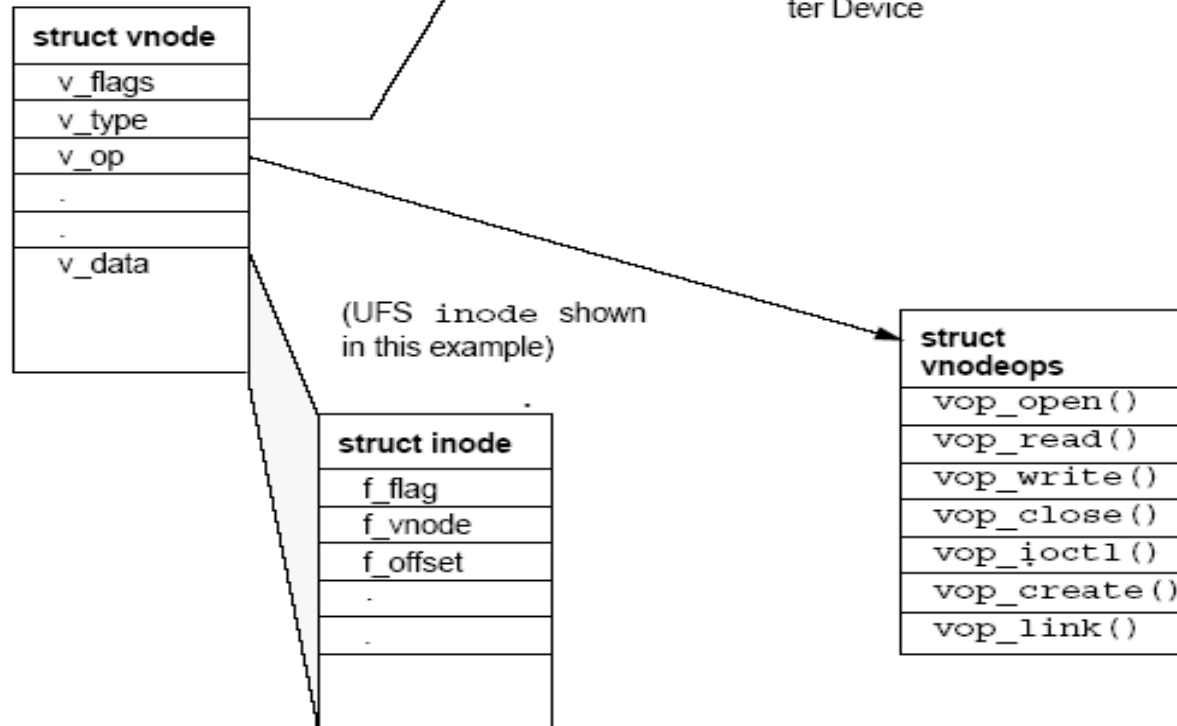 ter Device
struct vnode
v_flags
v_type
v_op
.
.
v_data
(UFS inode shown
in this example)
struct
vnodeops
vop_open()
vop_read()
vop_write()
vop_close()
vop_ioctl()
vop_create()
vop_link()
struct inode
f_flag
f_vnode
f_offset
.
.